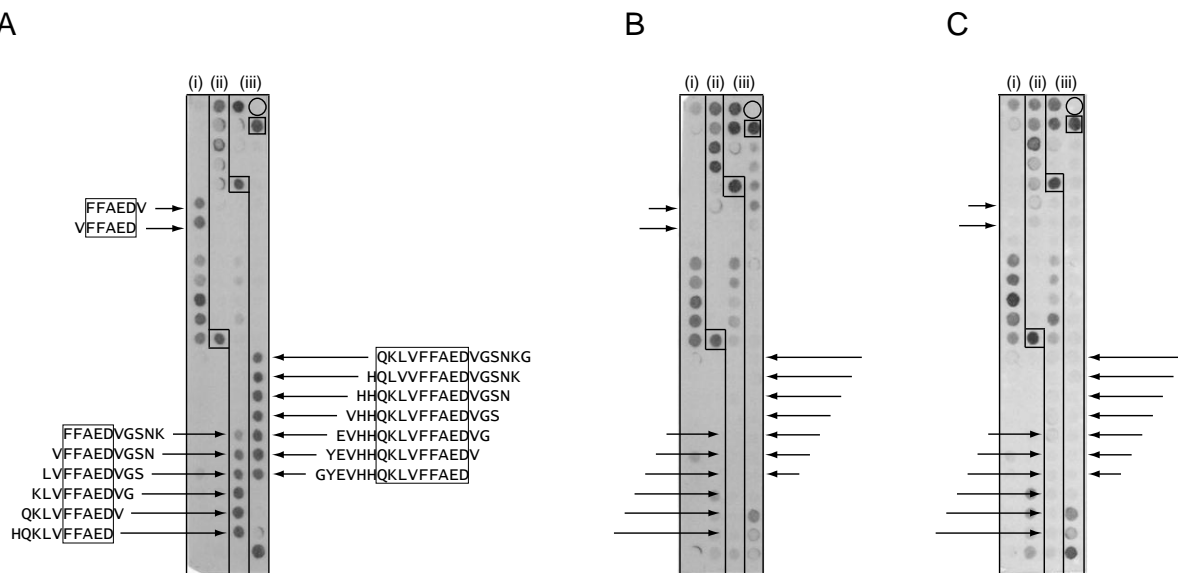 A
B
C
(i) (ii) (iii)
(i) (ii) (iii)
(i) (ii) (iii)
FFAEDV
VFFAED
QKLVFFAEDVGSNKG
HQLVVFFAEDVGSNK
HHQKLVFFAEDVGSN
VHHQKLVFFAEDVGS
FFAEDVGSNK
EVHHQKLVFFAEDVG
VFFAEDVGSN
YEVHHQKLVFFAEDV
LVFFAEDVGS
GYEVHHQKLVFFAED
KLVFFAEDVG
QKLVFFAEDV
HQKLVFFAED